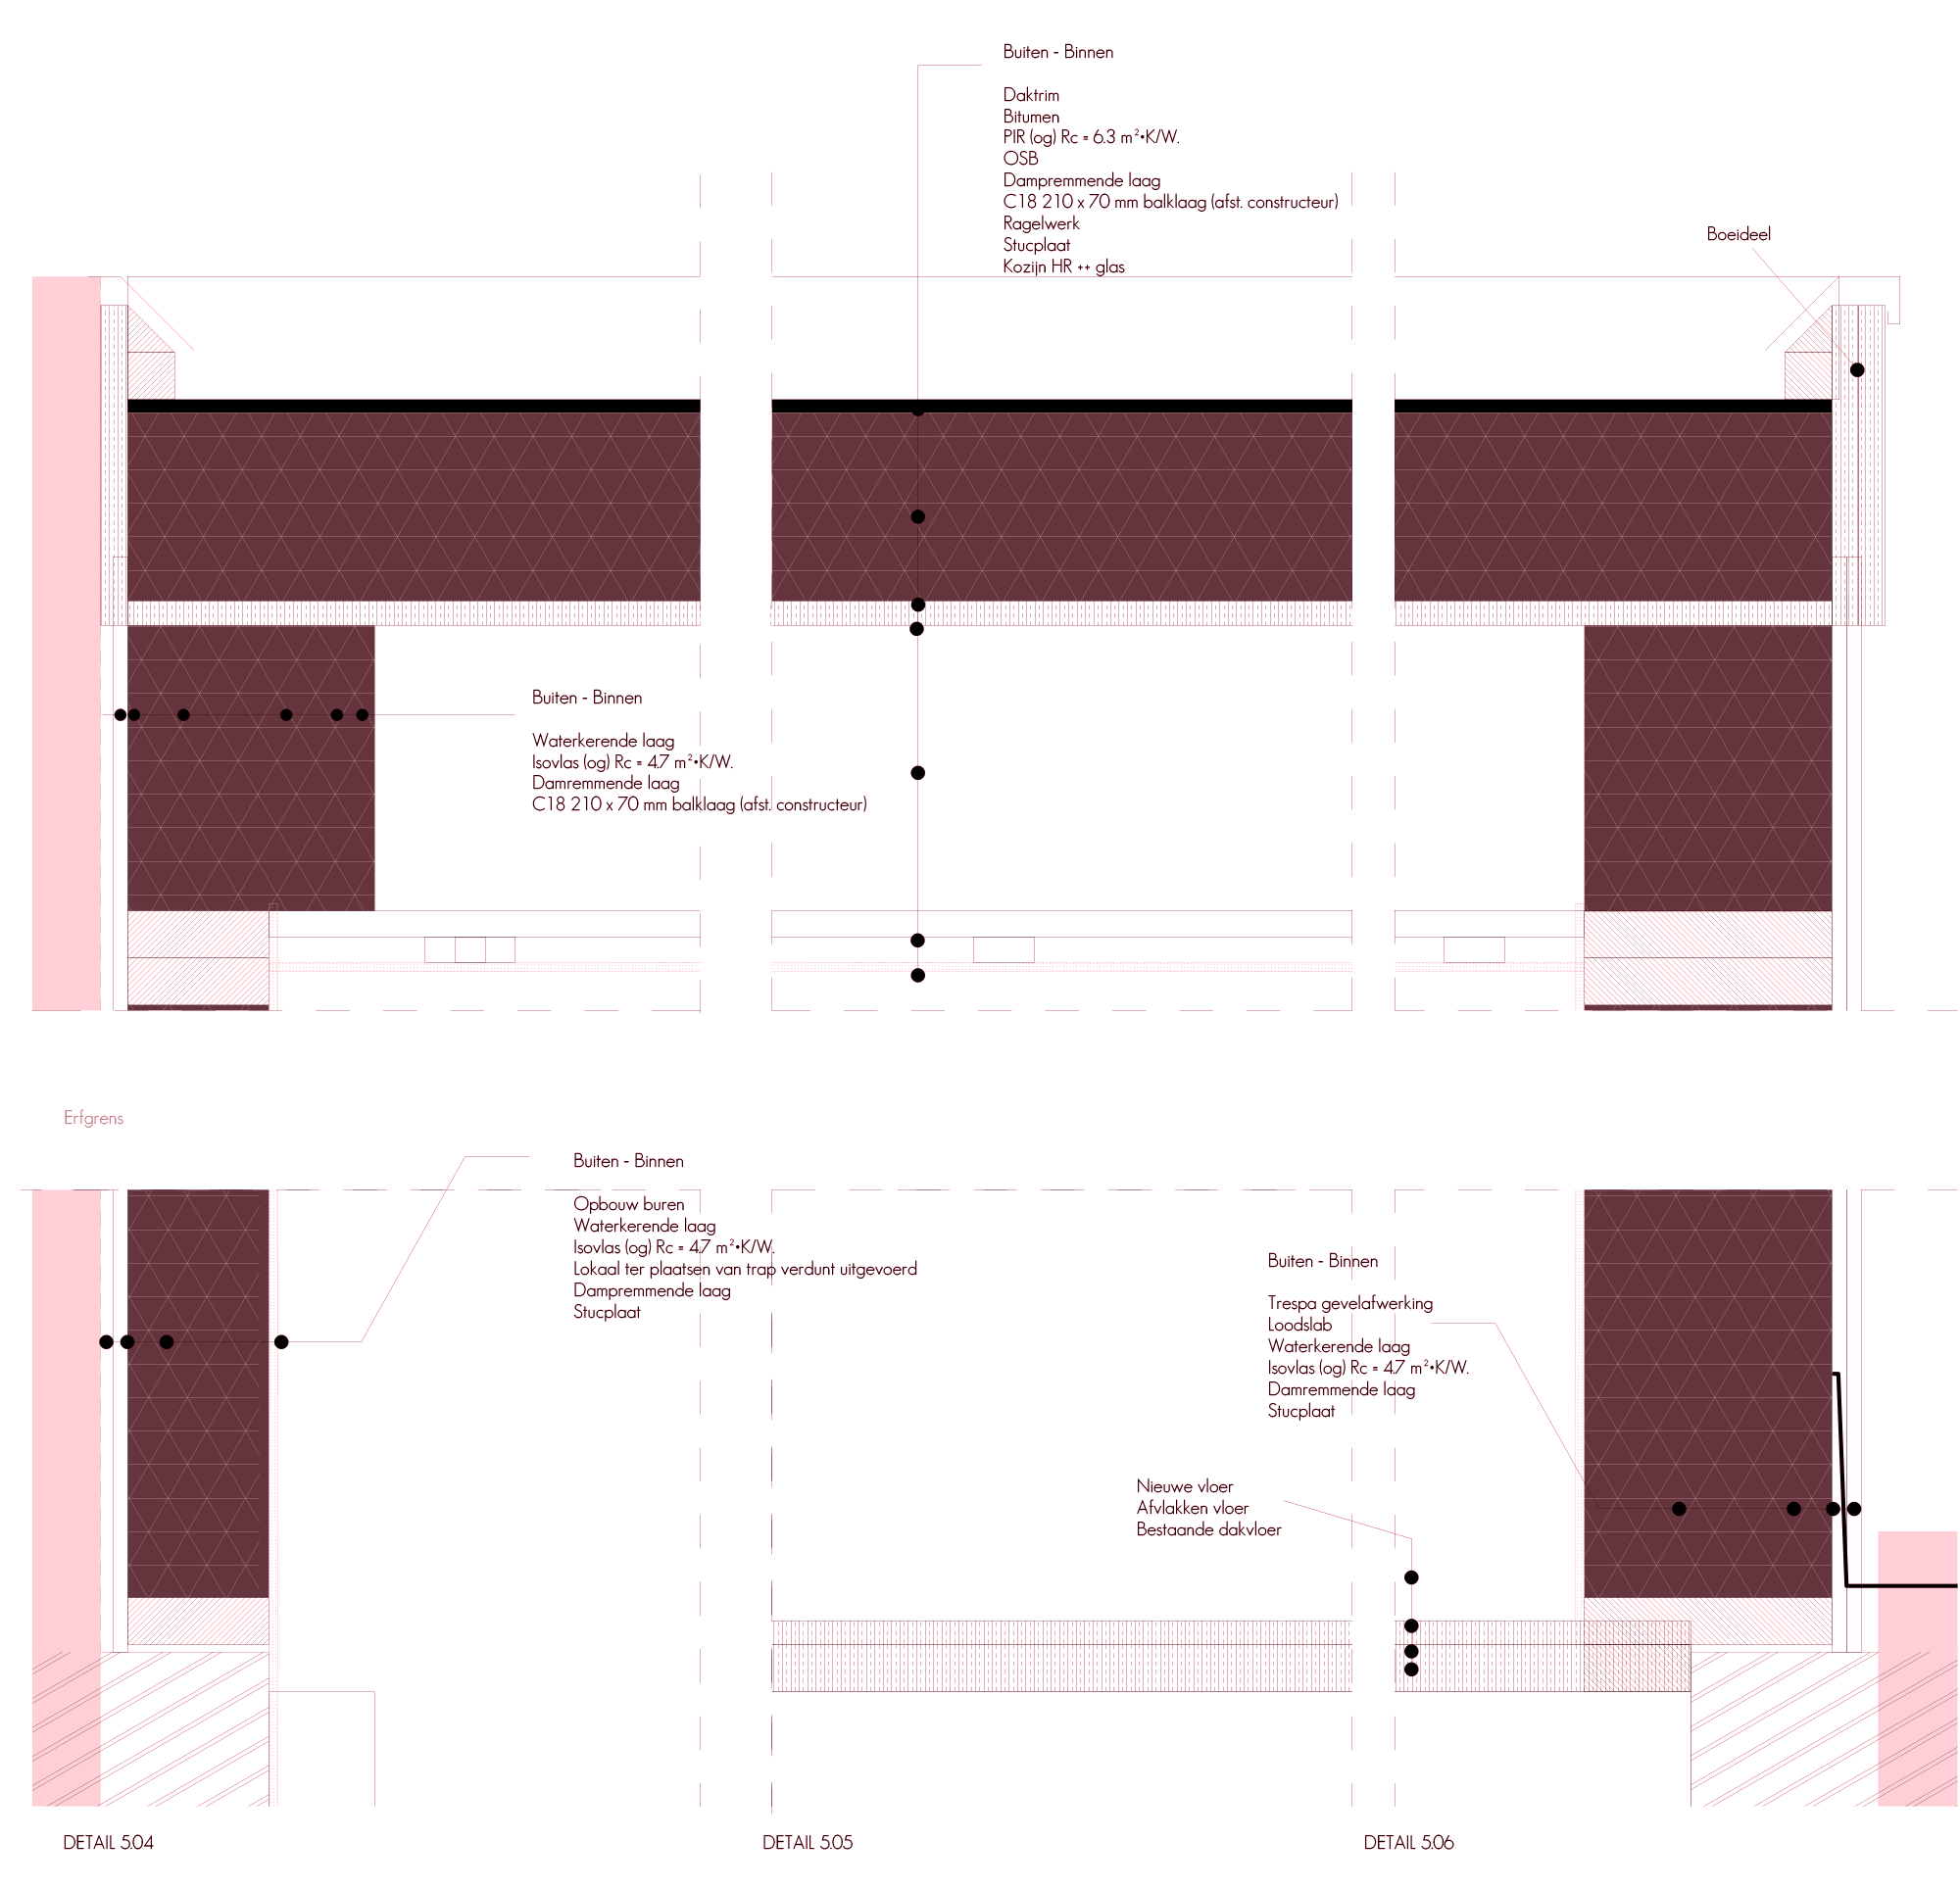 Buiten - Binnen
Daktrim
Bitumen
PIR (og) Rc = 6.3 m²•K/W.
OSB
Dampremmende laag
C18 210 x 70 mm balklaag (afst. constructeur)
Ragelwerk
Stucplaat
Kozijn HR ++ glas
Boeideel
Buiten - Binnen
Waterkerende laag
Isovlas (og) Rc = 4.7 m²•K/W.
Damremmende laag
C18 210 x 70 mm balklaag (afst. constructeur)
Erfgrens
Buiten - Binnen
Opbouw buren
Waterkerende laag
Isovlas (og) Rc = 4.7 m²•K/W.
Lokaal ter plaatsen van trap verdunt uitgevoerd
Dampremmende laag
Stucplaat
Buiten - Binnen
Trespa gevelafwerking
Loodslab
Waterkerende laag
Isovlas (og) Rc = 4.7 m²•K/W.
Damremmende laag
Stucplaat
Nieuwe vloer
Afvlakken vloer
Bestaande dakvloer
DETAIL 5.04
DETAIL 5.05
DETAIL 5.06